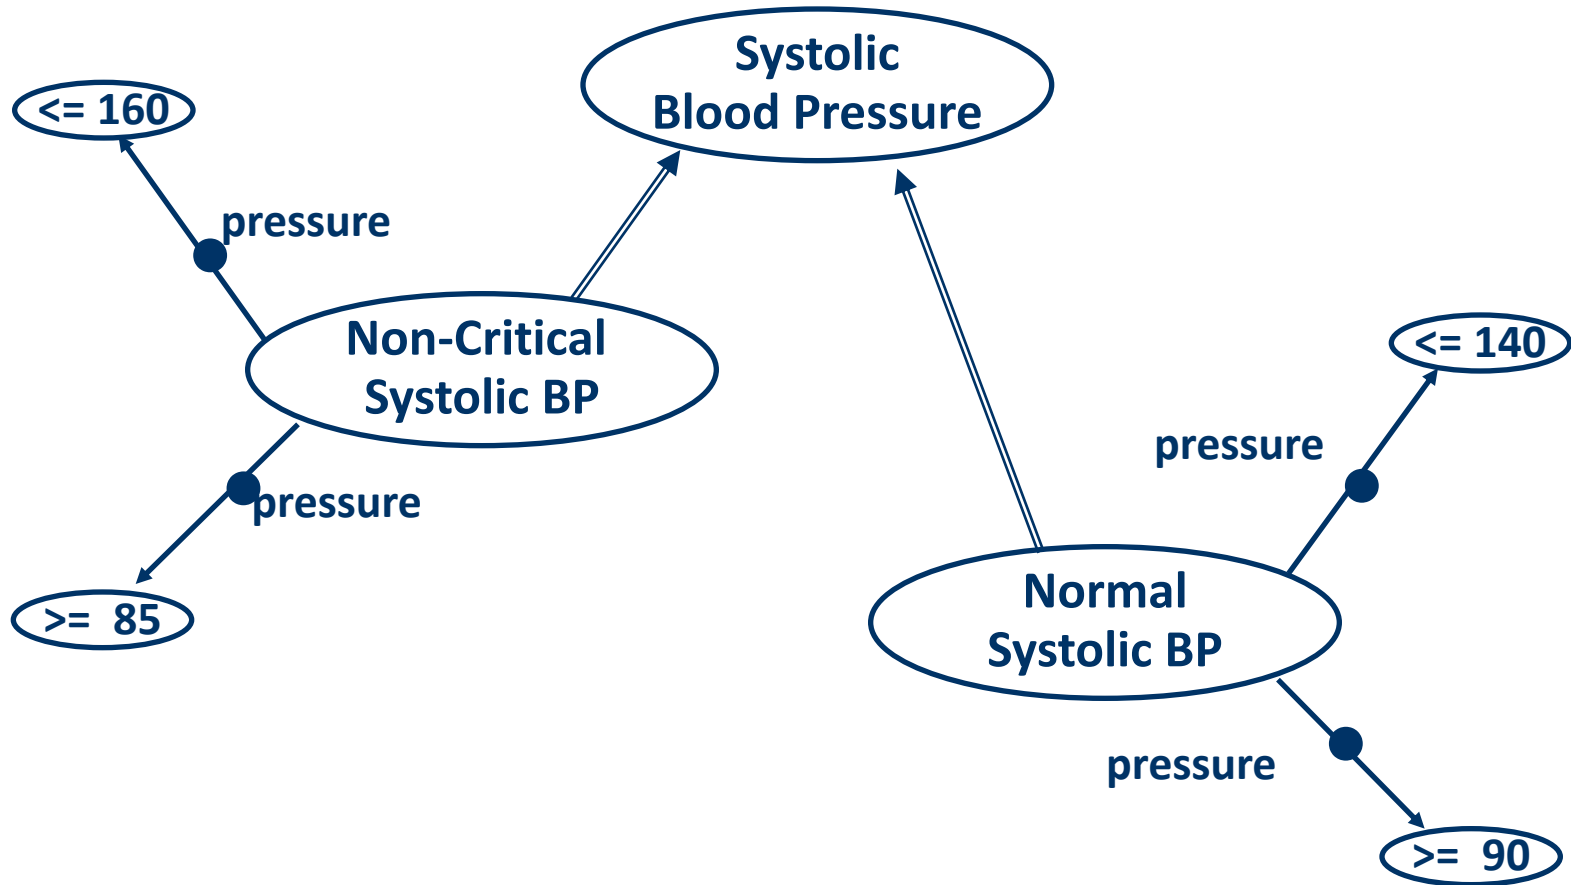 Systolic
Blood Pressure
<= 160
pressure
Non-Critical
Systolic BP
pressure
>= 85
<= 140
pressure
Normal
Systolic BP
pressure
>= 90